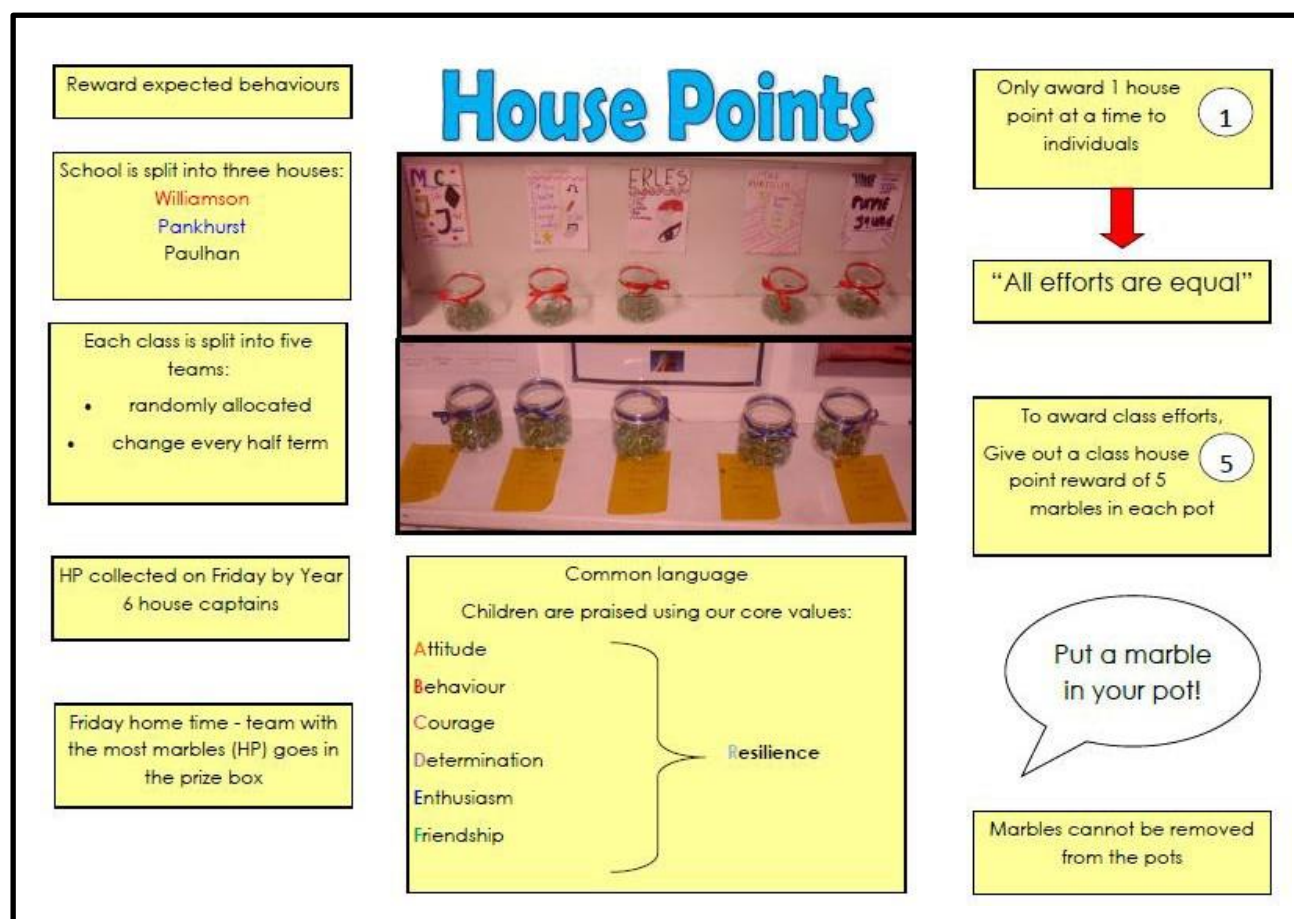 House Points
Reward expected behaviours
School is split into three houses:
Williamson
Pankhurst
Paulhan
Each class is split into five
teams:
• randomly allocated
• change every half term
HP collected on Friday by Year
6 house captains
Friday home time - team with
the most marbles (HP) goes in
the prize box
M C
J J
ERLES
THE
PURPLE
squad
Common language
Children are praised using our core values:
Attitude
Behaviour
Courage
Determination
Enthusiasm
Friendship
Resilience
Only award 1 house
point at a time to
individuals
1
"All efforts are equal"
To award class efforts,
Give out a class house
point reward of 5
marbles in each pot
5
Put a marble
in your pot!
Marbles cannot be removed
from the pots